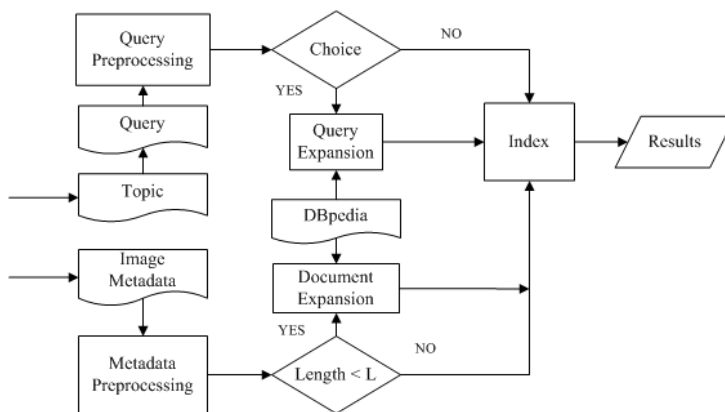 Query
Preprocessing
Choice
NO
YES
Query
Query
Expansion
Index
Results
Topic
DBpedia
Image
Metadata
Document
Expansion
YES
NO
Metadata
Preprocessing
Length < L